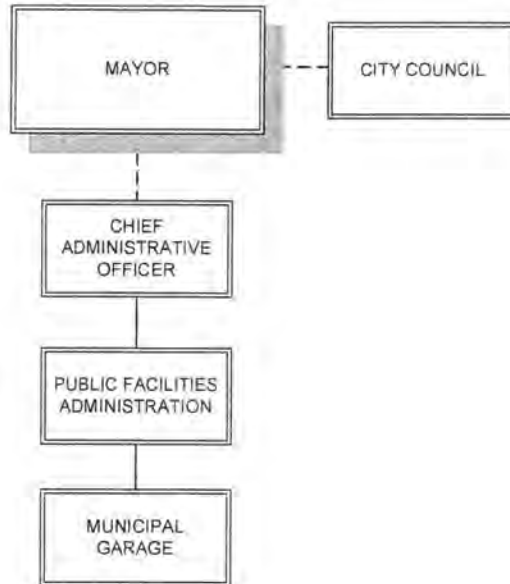 MAYOR
CITY COUNCIL
CHIEF
ADMINISTRATIVE
OFFICER
PUBLIC FACILITIES
ADMINISTRATION
MUNICIPAL
GARAGE